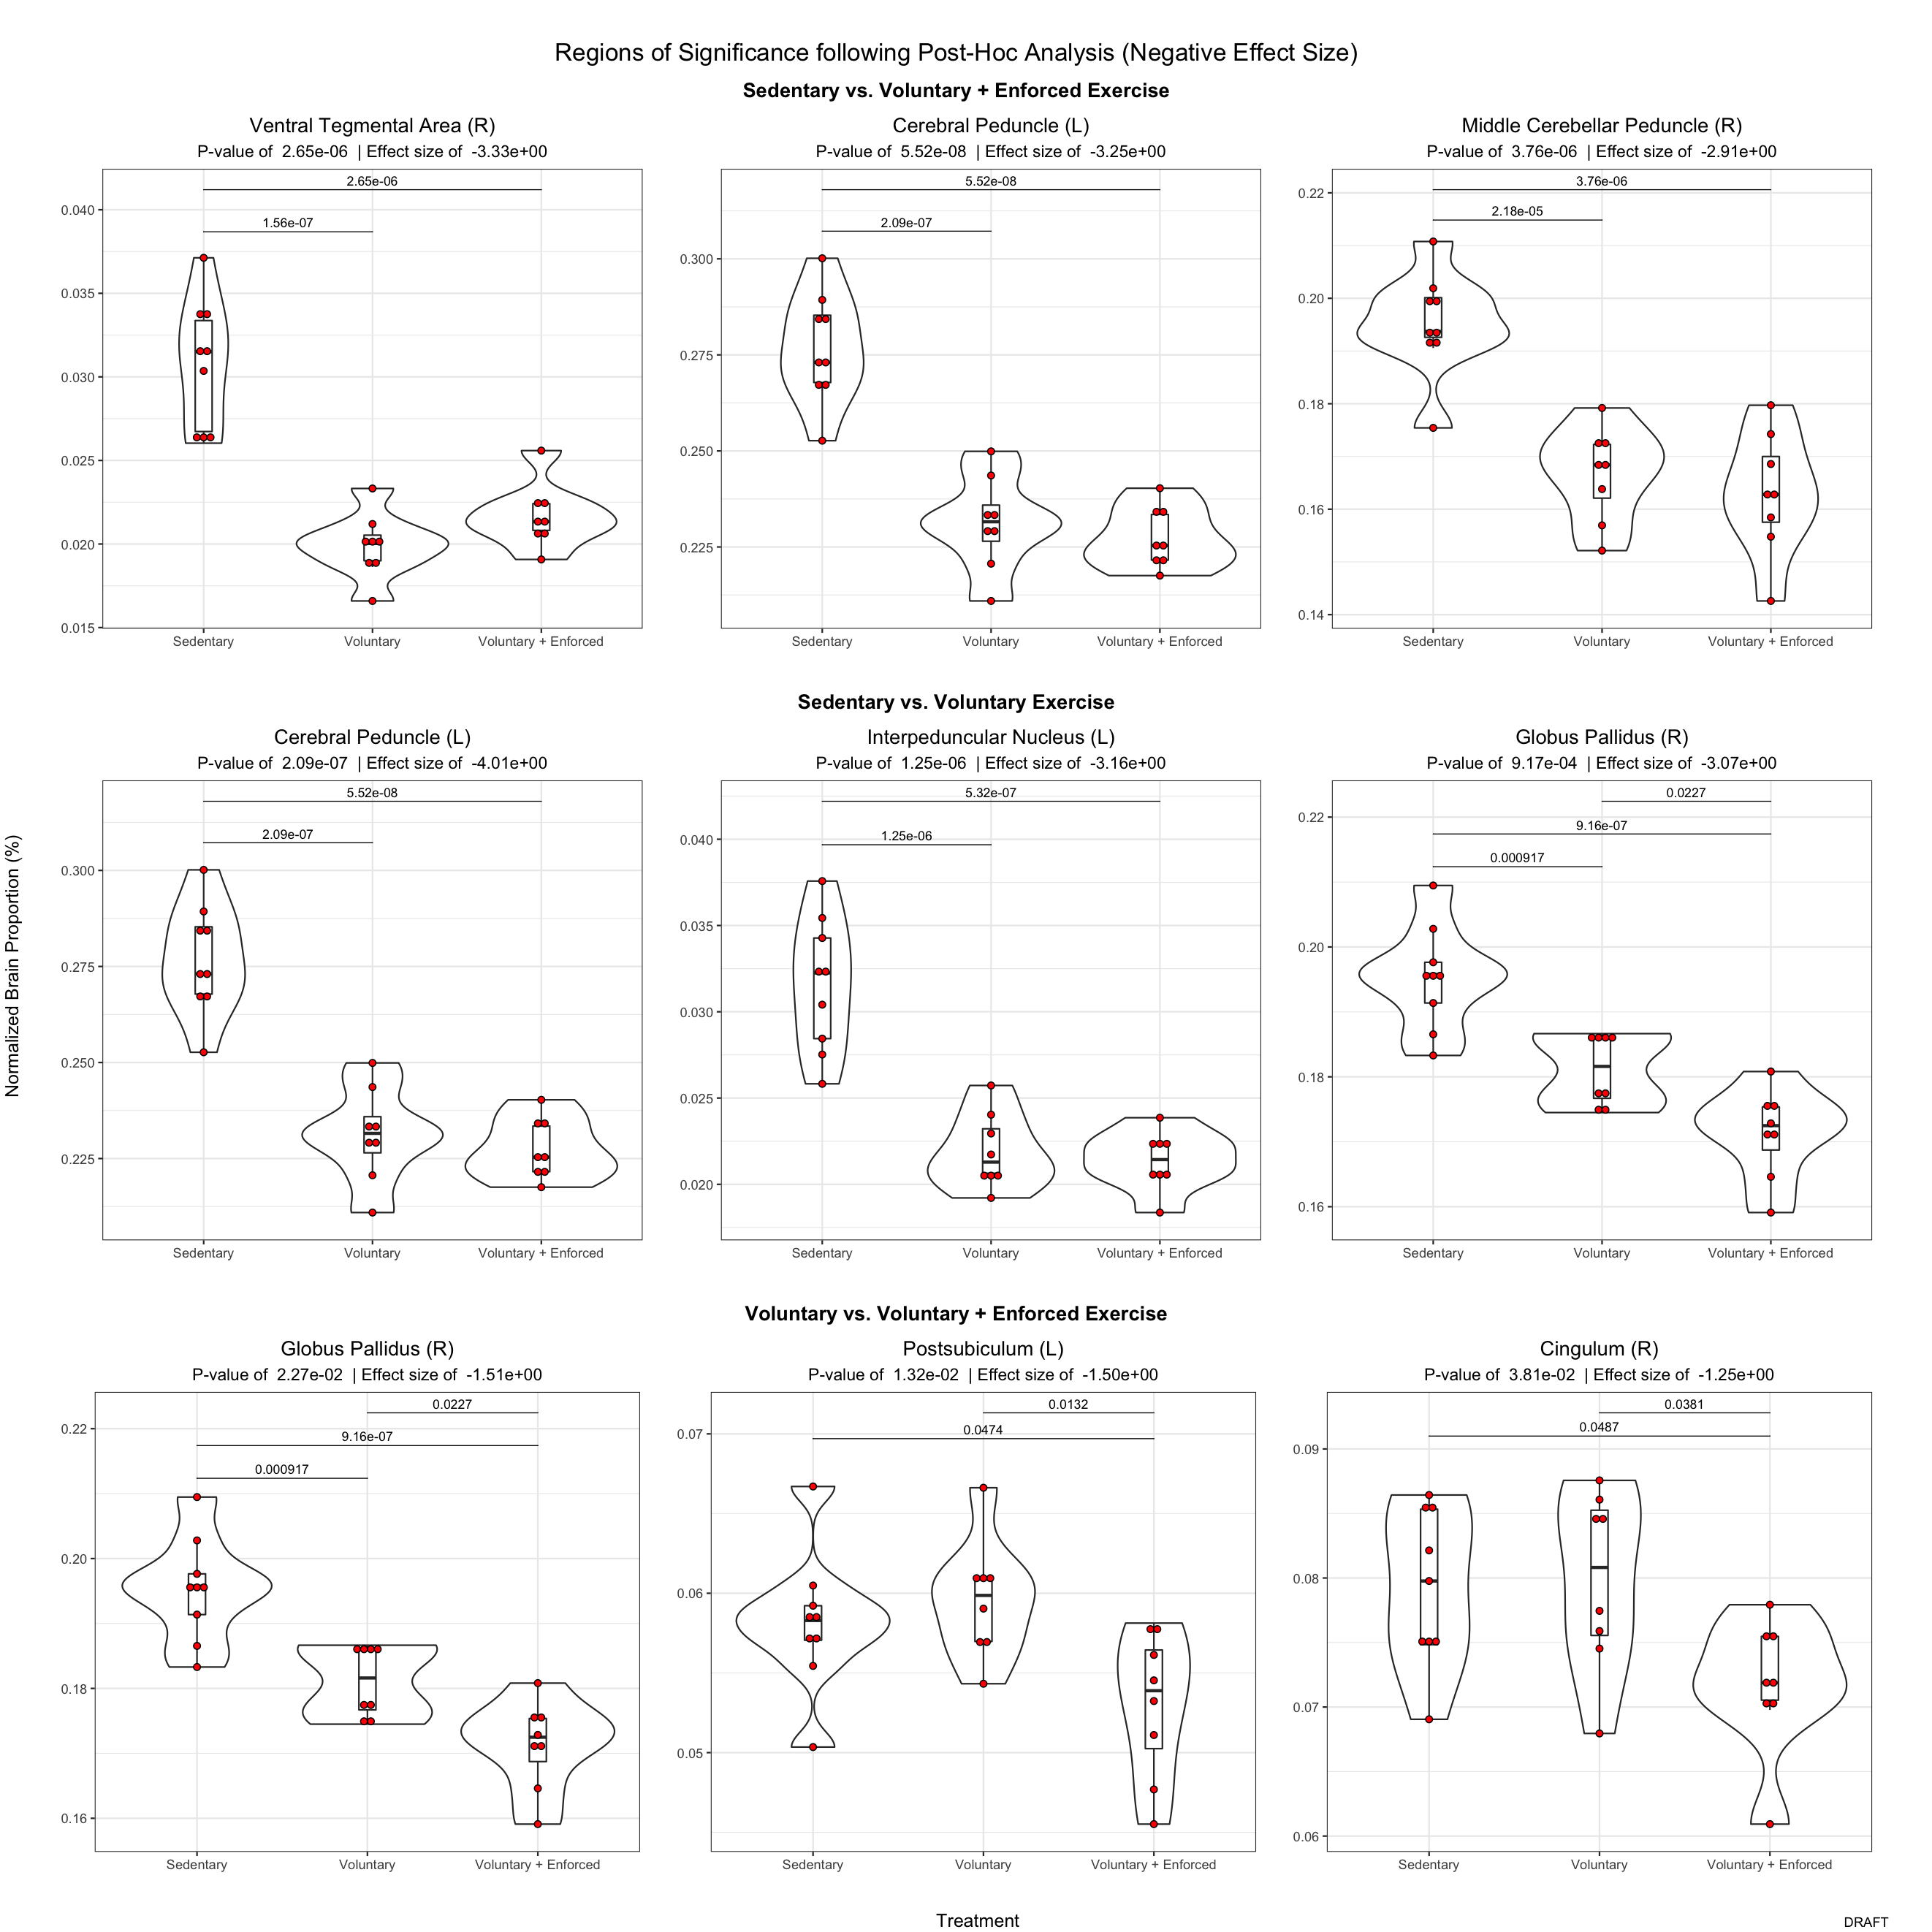 Regions of Significance following Post-Hoc Analysis (Negative Effect Size)
Sedentary vs. Voluntary + Enforced Exercise
Ventral Tegmental Area (R)
P-value of 2.65e-06 | Effect size of -3.33e+00
2.65e-06
1.56e-07
0.040
0.035
0.030
0.025
0.020
0.015
Sedentary Voluntary Voluntary + Enforced
Cerebral Peduncle (L)
P-value of 5.52e-08 | Effect size of -3.25e+00
5.52e-08
2.09e-07
0.300
0.275
0.250
0.225
Sedentary Voluntary Voluntary + Enforced
Middle Cerebellar Peduncle (R)
P-value of 3.76e-06 | Effect size of -2.91e+00
3.76e-06
2.18e-05
0.22
0.20
0.18
0.16
0.14
Sedentary Voluntary Voluntary + Enforced
Sedentary vs. Voluntary Exercise
Cerebral Peduncle (L)
P-value of 2.09e-07 | Effect size of -4.01e+00
5.52e-08
2.09e-07
0.300
0.275
0.250
0.225
Sedentary Voluntary Voluntary + Enforced
Interpeduncular Nucleus (L)
P-value of 1.25e-06 | Effect size of -3.16e+00
5.32e-07
1.25e-06
0.040
0.035
0.030
0.025
0.020
Sedentary Voluntary Voluntary + Enforced
Globus Pallidus (R)
P-value of 9.17e-04 | Effect size of -3.07e+00
0.0227
9.16e-07
0.000917
0.22
0.20
0.18
0.16
Sedentary Voluntary Voluntary + Enforced
Normalized Brain Proportion (%)
Voluntary vs. Voluntary + Enforced Exercise
Globus Pallidus (R)
P-value of 2.27e-02 | Effect size of -1.51e+00
0.0227
9.16e-07
0.000917
0.22
0.20
0.18
0.16
Sedentary Voluntary Voluntary + Enforced
Postsubiculum (L)
P-value of 1.32e-02 | Effect size of -1.50e+00
0.0132
0.0474
0.07
0.06
0.05
Sedentary Voluntary Voluntary + Enforced
Cingulum (R)
P-value of 3.81e-02 | Effect size of -1.25e+00
0.0381
0.0487
0.09
0.08
0.07
0.06
Sedentary Voluntary Voluntary + Enforced
Treatment
DRAFT